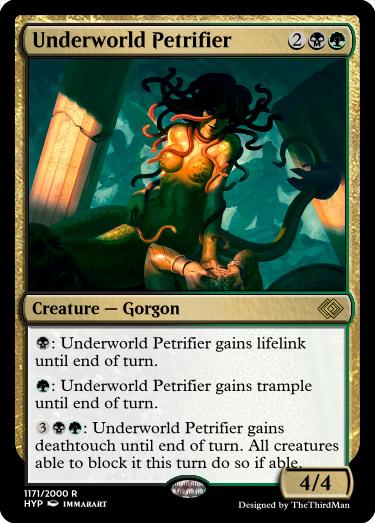 Underworld Petrifier 2
: Underworld Petrifier gains lifelink
until end of turn.
: Underworld Petrifier gains trample
until end of turn.
3 : Underworld Petrifier gains
deathtouch until end of turn. All creatures
able to block it this turn do so if able.
Creature — Gorgon
4/4
1171/2000 R
HYP IMMARART
Designed by TheThirdMan